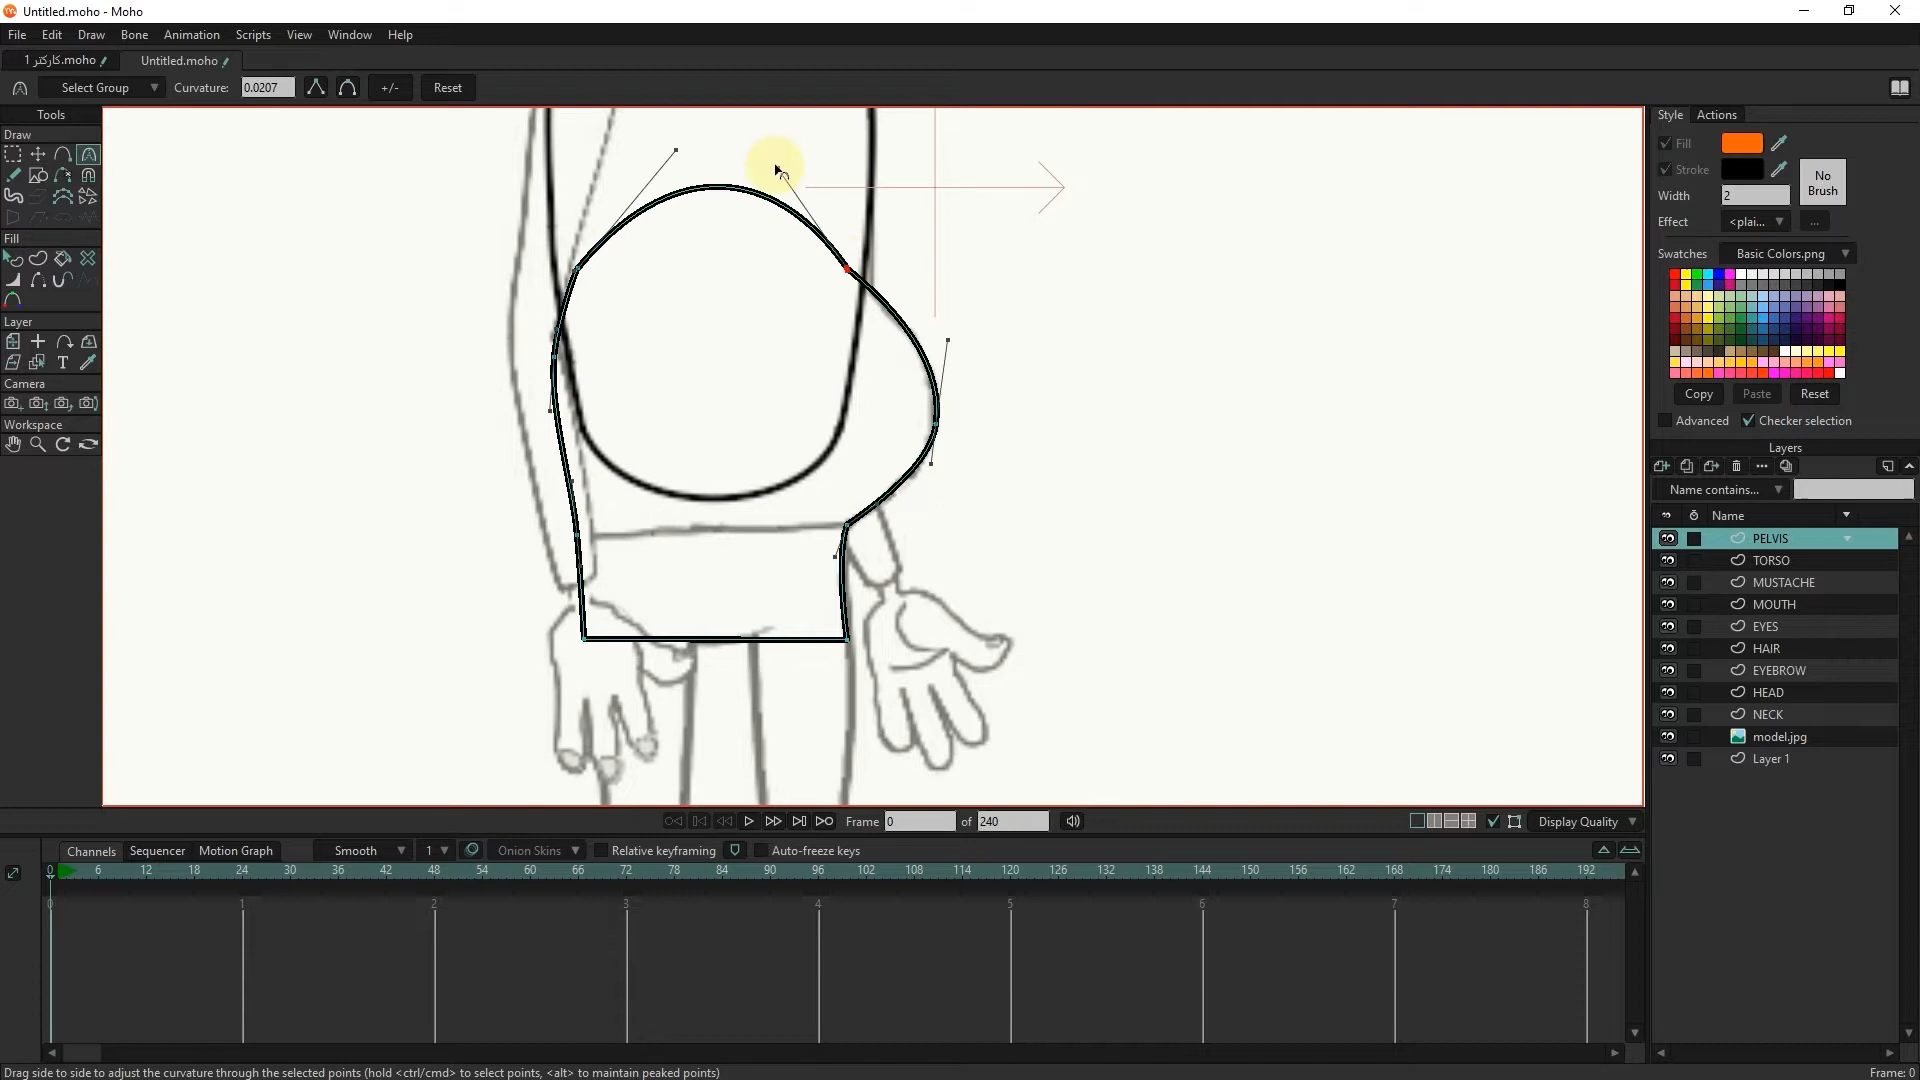 Untitled.moho - Moho
File Edit Draw Bone Animation Scripts View Window Help
کارکتر 1.moho Untitled.moho
Select Group Curvature: 0.0207 +/- Reset
Tools
Draw
Fill
Layer
Camera
Workspace
Style Actions
Fill
Stroke
No Brush
Width 2
Effect <plai... ...
Swatches Basic Colors.png
Copy Paste Reset
Advanced Checker selection
Layers
Name contains...
Name
PELVIS
TORSO
MUSTACHE
MOUTH
EYES
HAIR
EYEBROW
HEAD
NECK
model.jpg
Layer 1
Frame 0 of 240 Display Quality
Channels Sequencer Motion Graph Smooth 1 Onion Skins Relative keyframing Auto-freeze keys
0 6 12 18 24 30 36 42 48 54 60 66 72 78 84 90 96 102 108 114 120 126 132 138 144 150 156 162 168 174 180 186 192
0 1 2 3 4 5 6 7 8
Drag side to side to adjust the curvature through the selected points (hold <ctrl/cmd> to select points, <alt> to maintain peaked points) Frame: 0